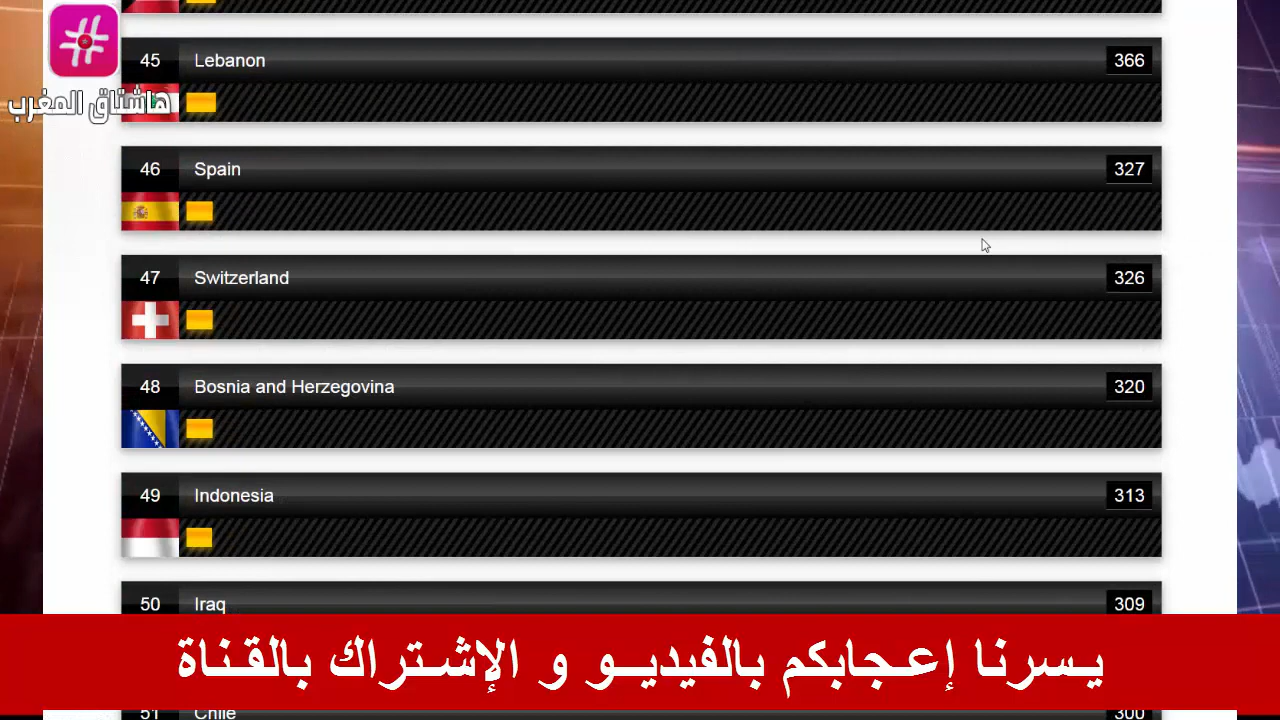 هاشتاق المغرب
45 Lebanon 366
46 Spain 327
47 Switzerland 326
48 Bosnia and Herzegovina 320
49 Indonesia 313
50 Iraq 309
يسرنا إعجابكم بالفيديو و الإشتراك بالقناة
51 Chile 300